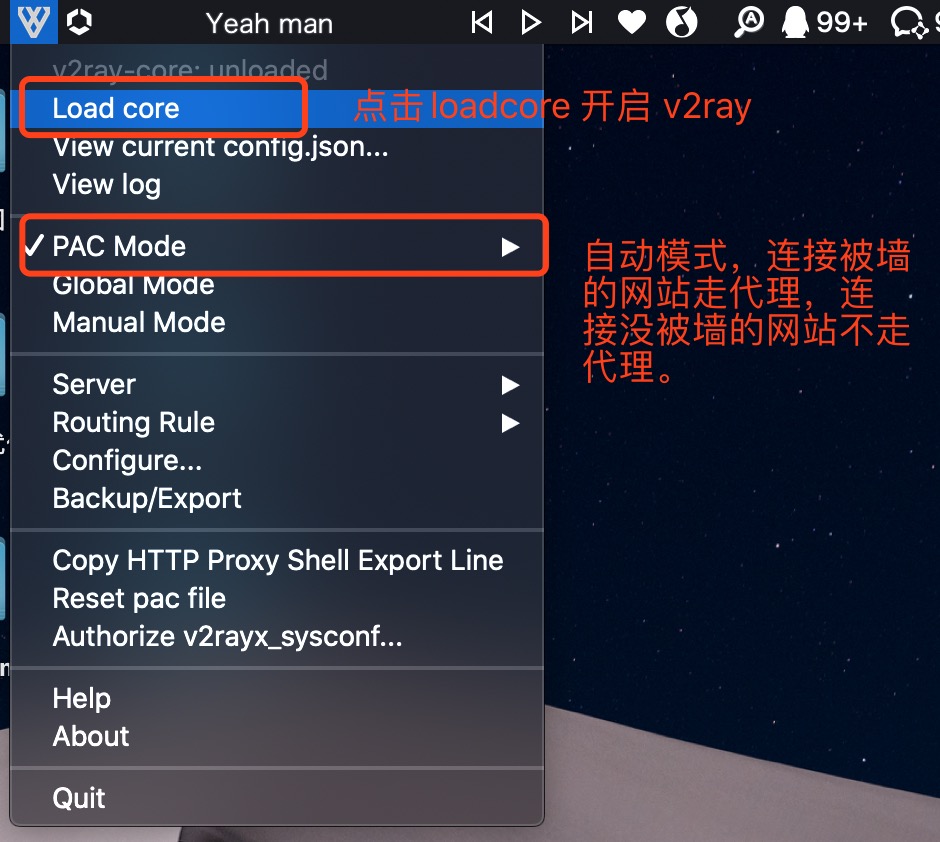 Yeah man
99+
v2ray-core: unloaded
Load core
点击 loadcore 开启 v2ray
View current config.json...
View log
PAC Mode
自动模式，连接被墙
的网站走代理，连
接没被墙的网站不走
代理。
Global Mode
Manual Mode
Server
Routing Rule
Configure...
Backup/Export
Copy HTTP Proxy Shell Export Line
Reset pac file
Authorize v2rayx_sysconf...
Help
About
Quit